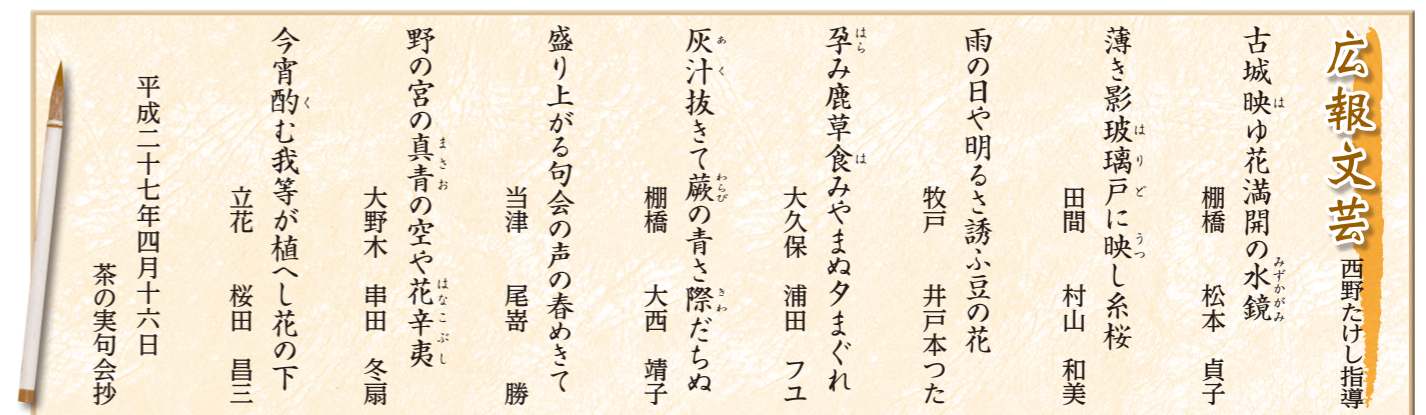 広報文芸 西野たけし指導
古城映ゆ花満開の水鏡
棚橋 松本 貞子
薄き影玻璃戸に映し糸桜
田間 村山 和美
雨の日や明るさ誘ふ豆の花
牧戸 井戸本つた
孕み鹿草食みやまぬ夕まぐれ
大久保 浦田 フユ
灰汁抜きて蕨の青さ際だちぬ
棚橋 大西 靖子
盛り上がる句会の声の春めきて
当津 尾嵜 勝
野の宮の真青の空や花辛夷
大野木 串田 冬扇
今宵酌む我等が植へし花の下
立花 桜田 昌三
平成二十七年四月十六日
茶の実句会抄